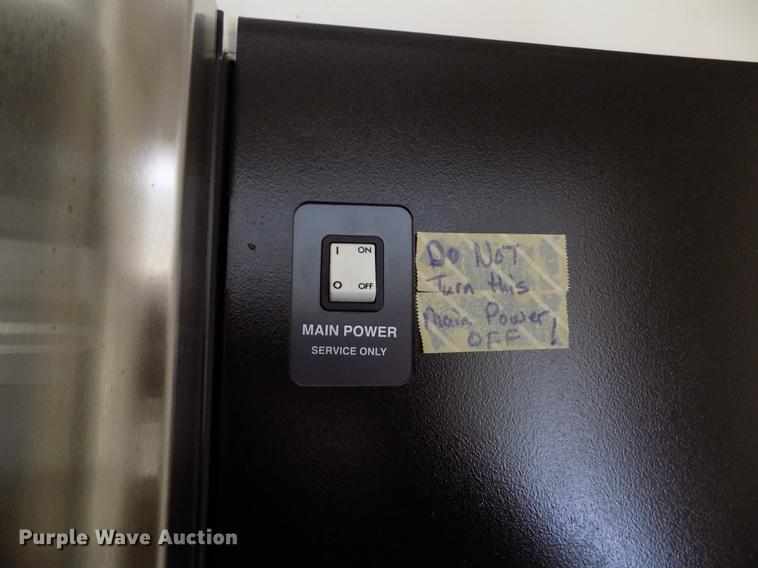 I ON
O OFF
MAIN POWER
SERVICE ONLY
Do NOT
Turn this
Main Power
OFF !
Purple Wave Auction